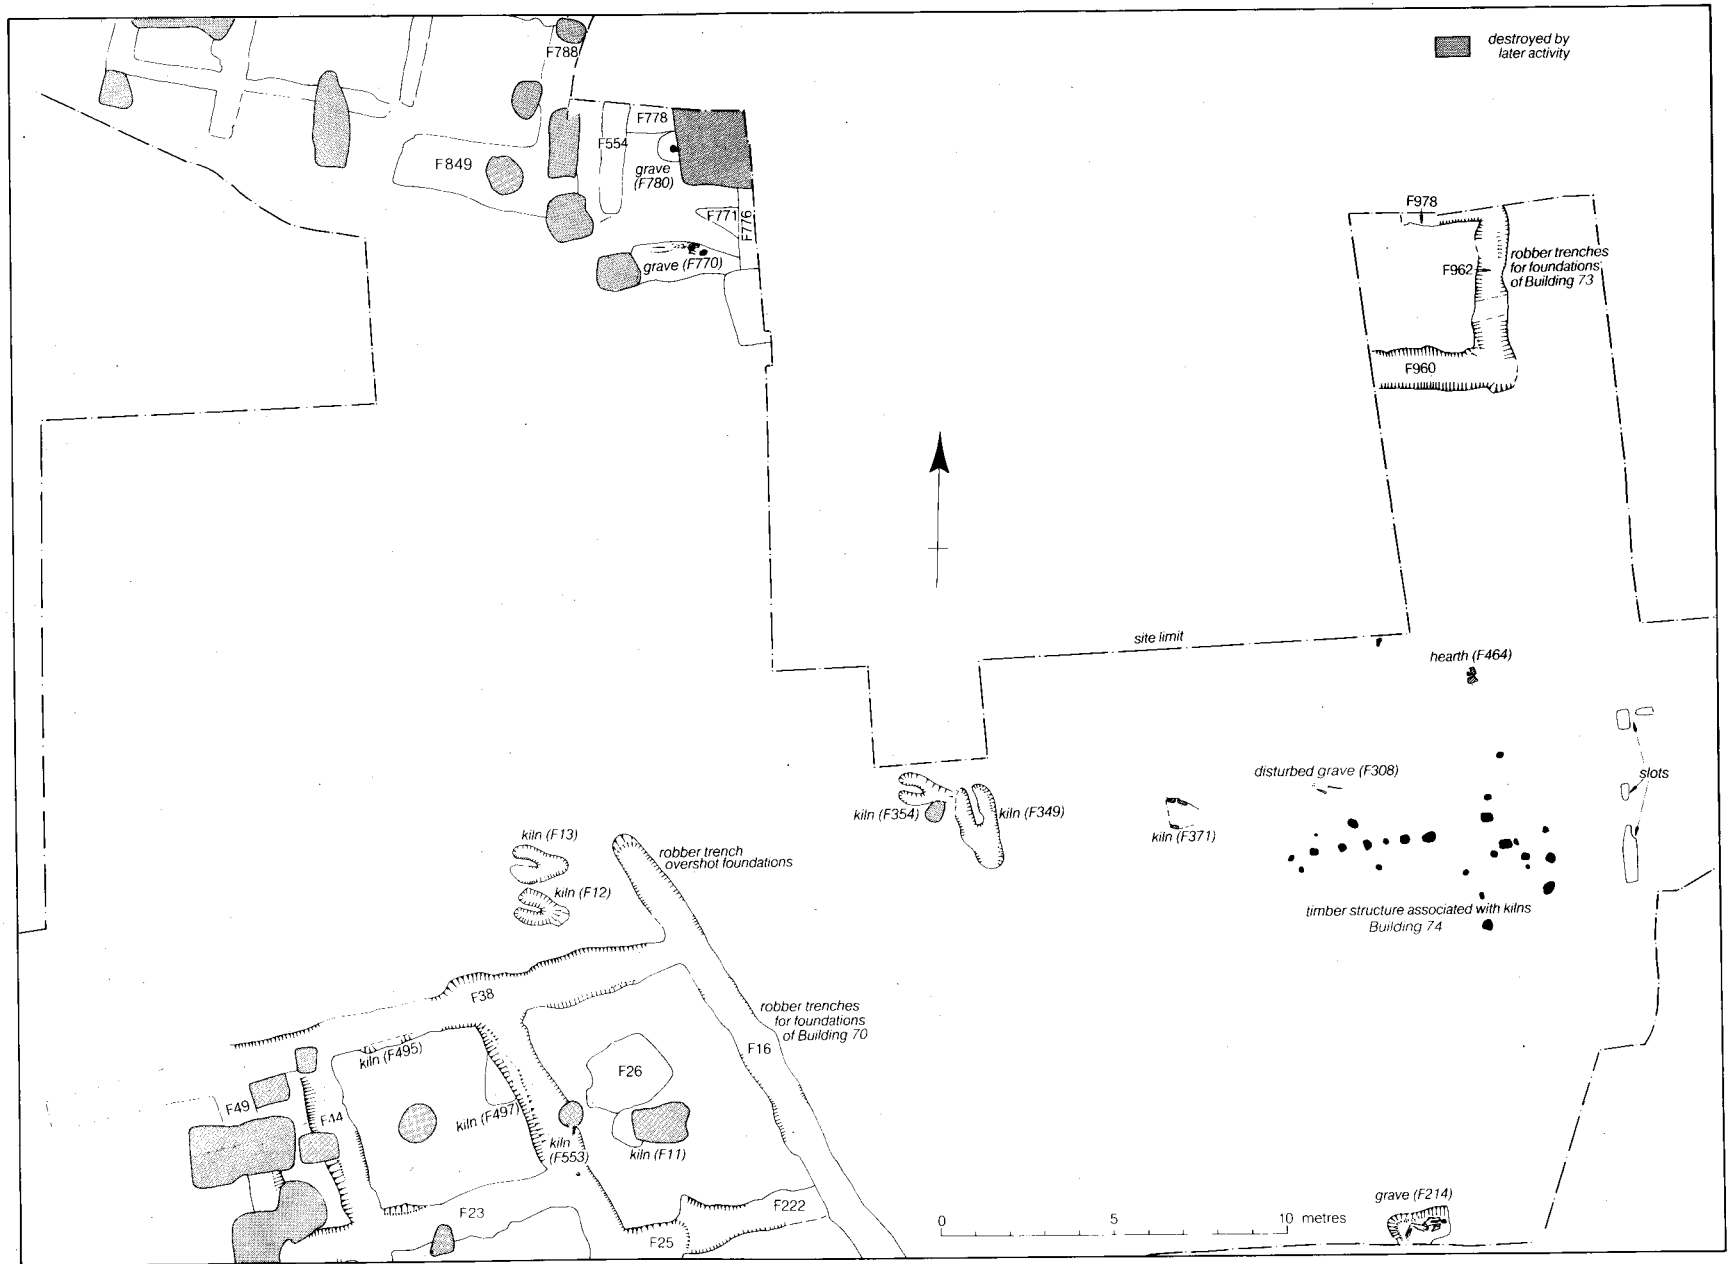 destroyed by
later activity
F788
F778
F554
F849
grave
(F780)
F771
F776
grave (F770)
F978
robber trenches
for foundations
of Building 73
F962
F960
site limit
hearth (F464)
slots
disturbed grave (F308)
kiln (F354)
kiln (F349)
kiln (F371)
kiln (F13)
robber trench
overshot foundations
kiln (F12)
timber structure associated with kilns
Building 74
F38
robber trenches
for foundations
of Building 70
kiln (F495)
F16
F26
F49
F44
kiln (F497)
kiln
(F553)
kiln (F11)
F23
F222
F25
grave (F214)
0 5 10 metres